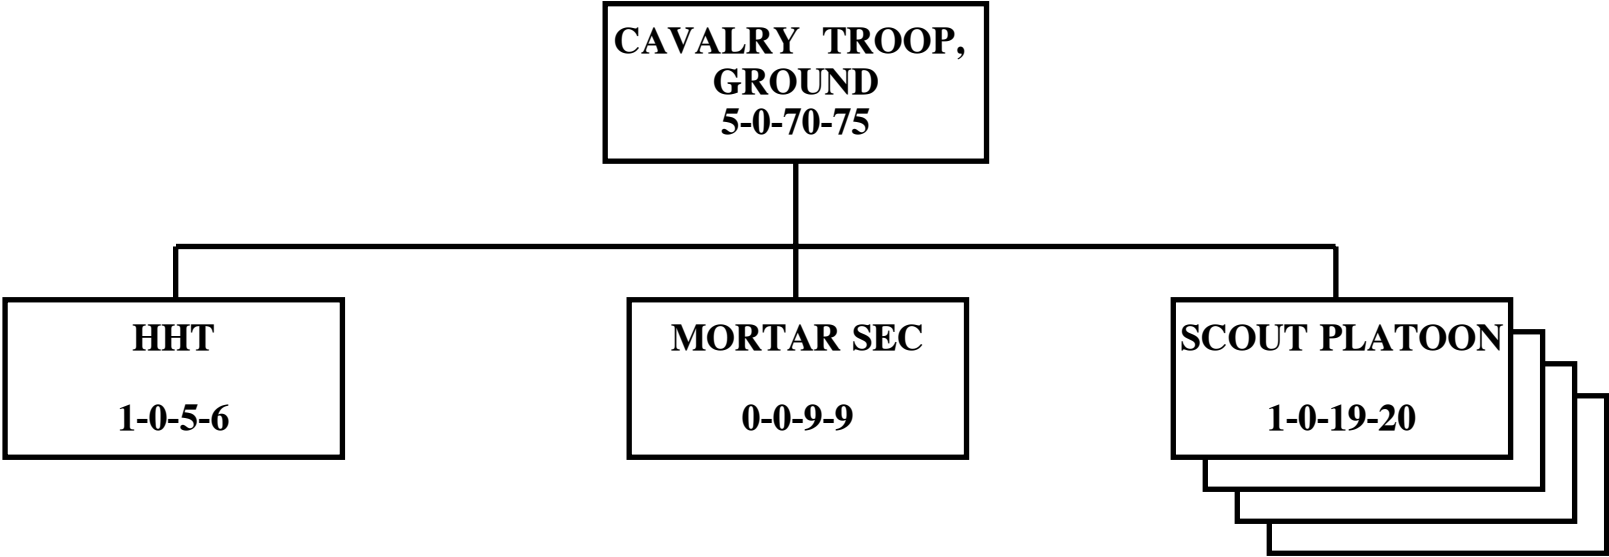 CAVALRY TROOP,
GROUND
5-0-70-75
HHT
1-0-5-6
MORTAR SEC
0-0-9-9
SCOUT PLATOON
1-0-19-20